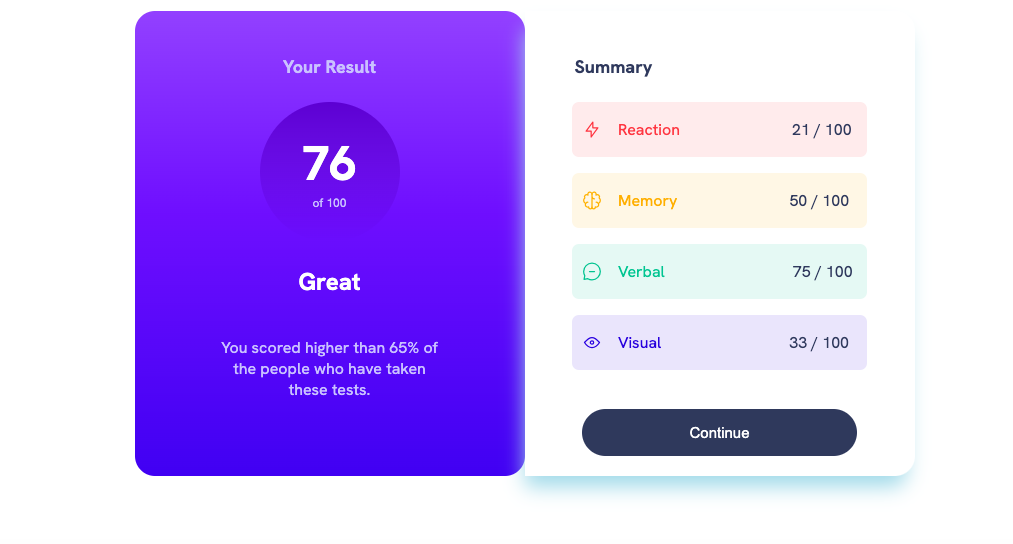 Your Result
76
of 100
Great
You scored higher than 65% of
the people who have taken
these tests.
Summary
Reaction 21 / 100
Memory 50 / 100
Verbal 75 / 100
Visual 33 / 100
Continue